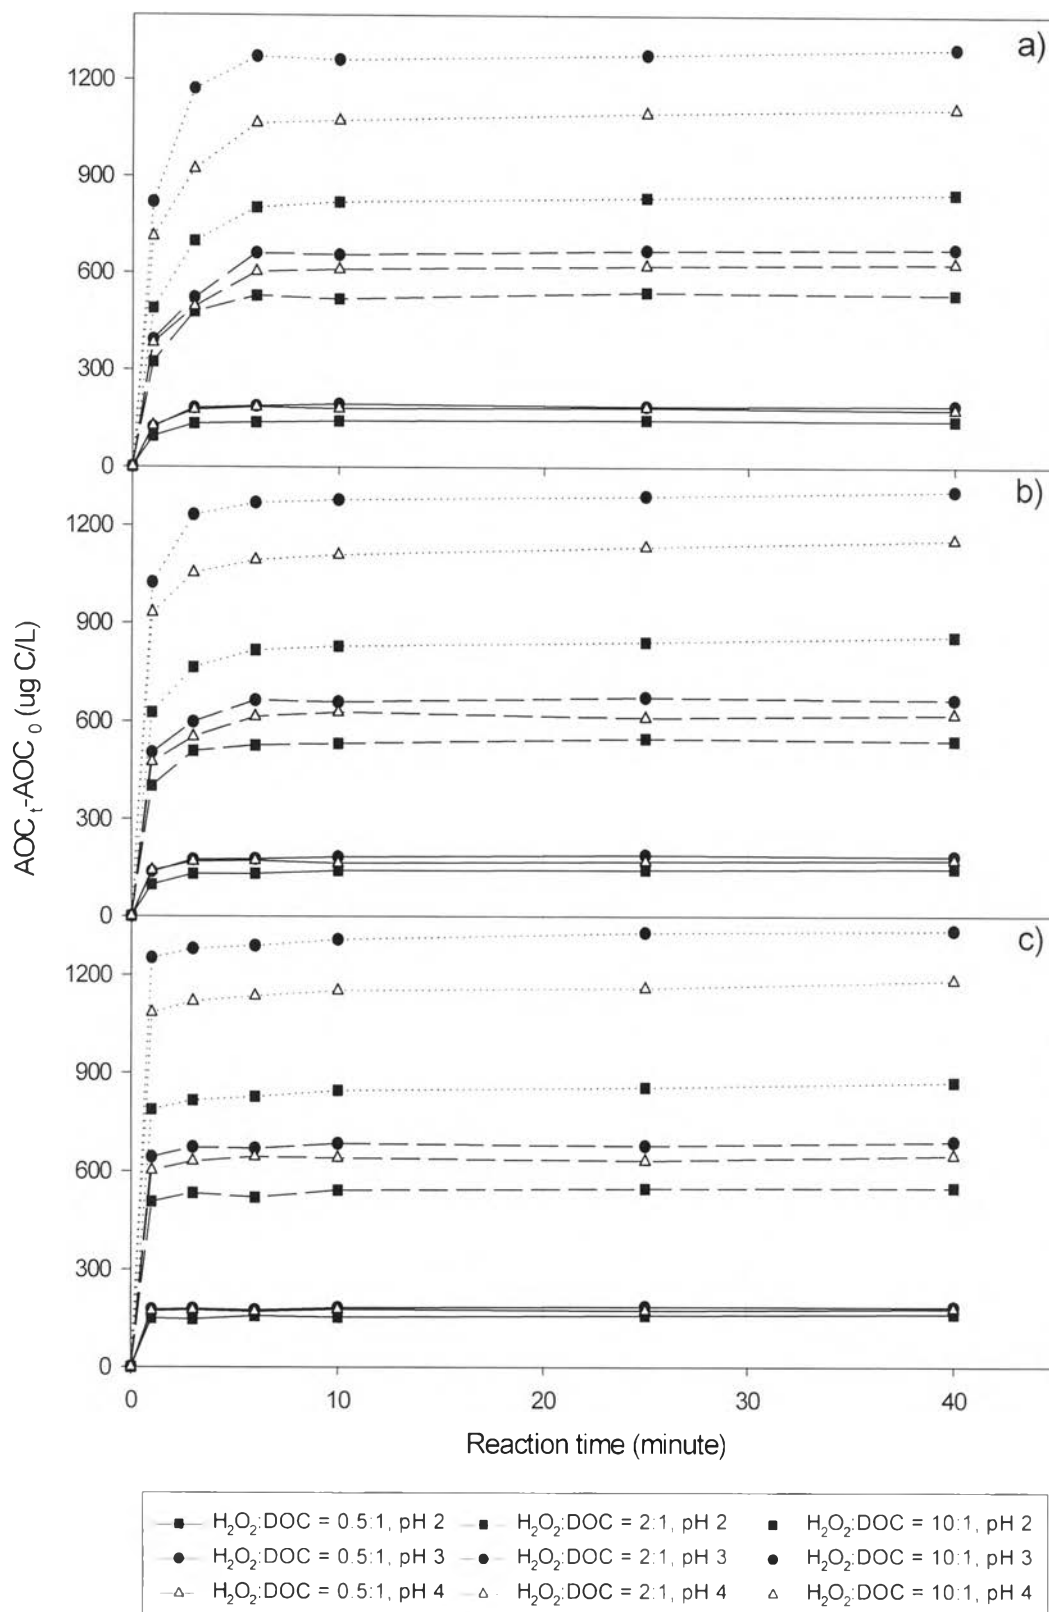 a)
1200
900
600
300
0
b)
1200
900
600
300
0
c)
1200
900
600
300
0
AOC t-AOC 0 (ug C/L)
0 10 20 30 40
Reaction time (minute)
H2O2:DOC = 0.5:1, pH 2 H2O2:DOC = 2:1, pH 2 H2O2:DOC = 10:1, pH 2
H2O2:DOC = 0.5:1, pH 3 H2O2:DOC = 2:1, pH 3 H2O2:DOC = 10:1, pH 3
H2O2:DOC = 0.5:1, pH 4 H2O2:DOC = 2:1, pH 4 H2O2:DOC = 10:1, pH 4